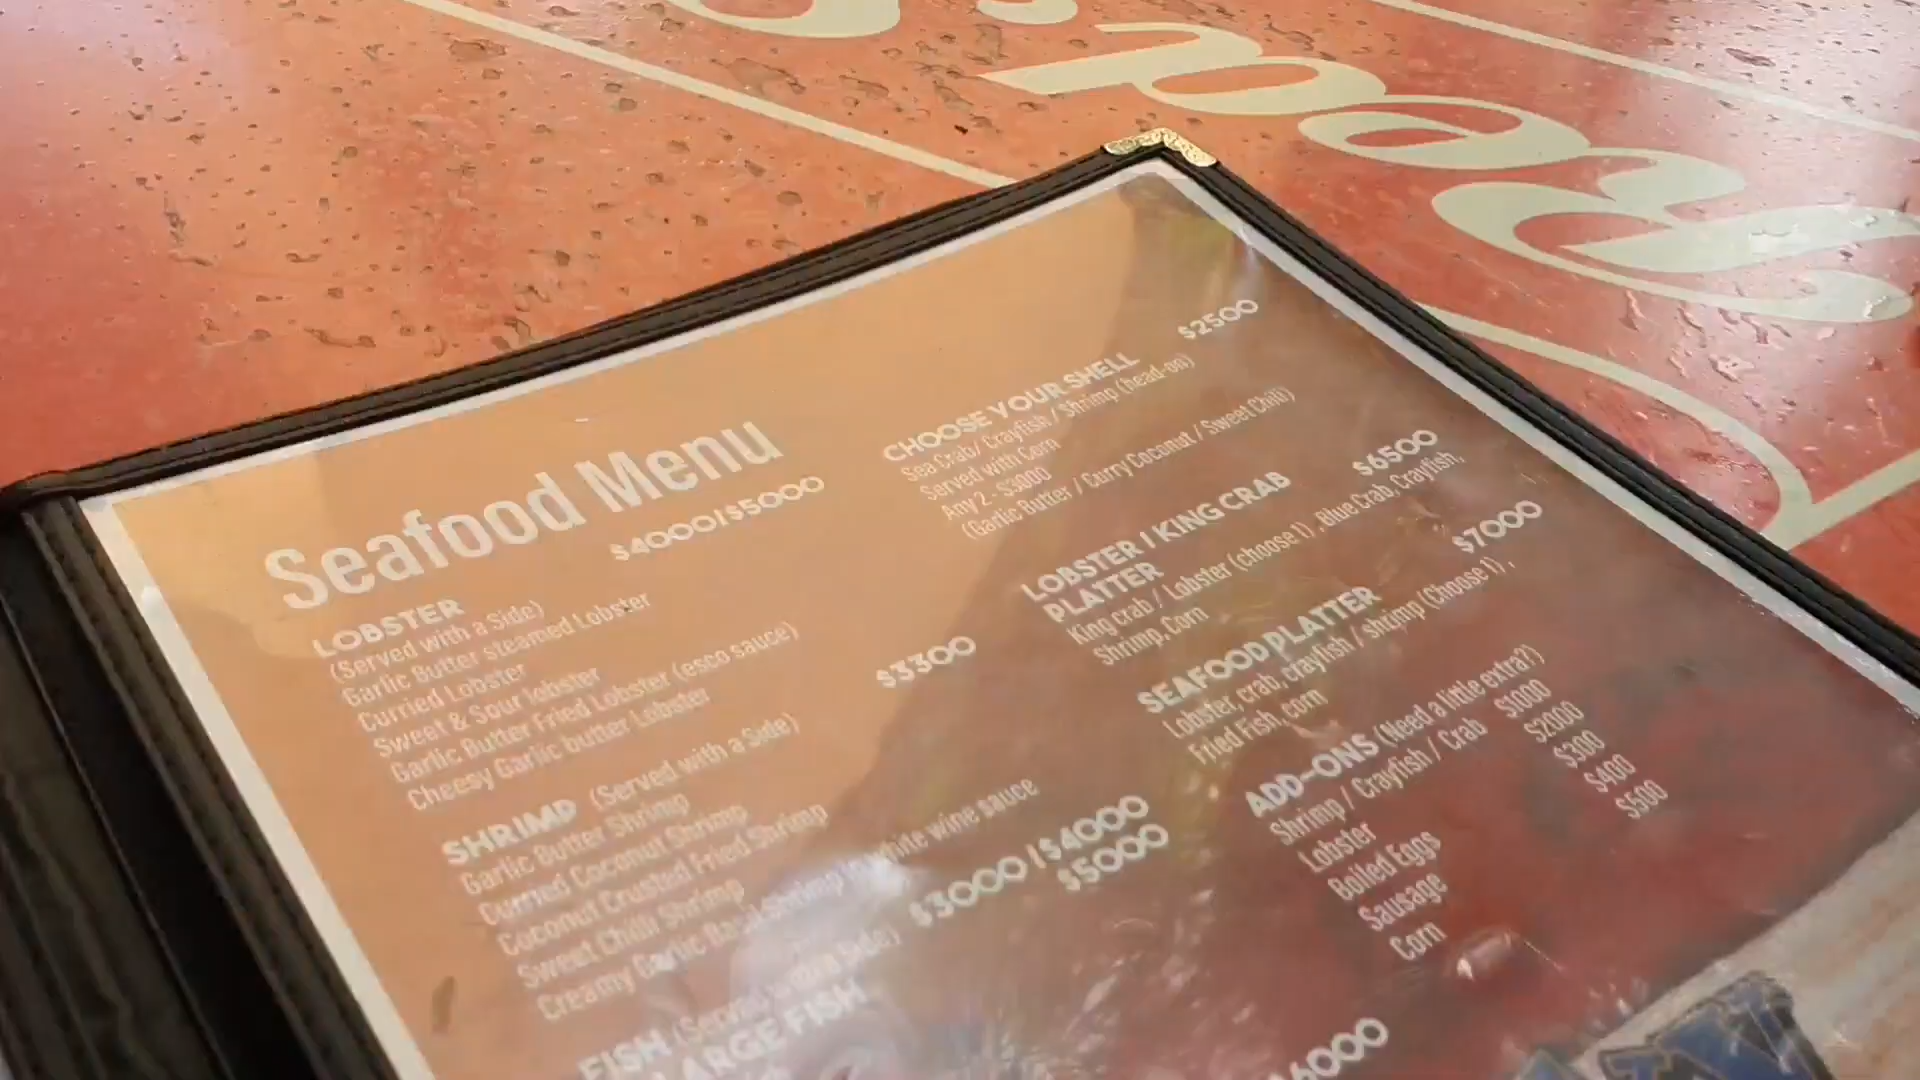 Seafood Menu
LOBSTER $4000 / $5000
(Served with a Side)
Garlic Butter steamed Lobster
Curried Lobster
Sweet & Sour lobster
Garlic Butter Fried Lobster (esco sauce)
Cheesy Garlic butter Lobster
SHRIMP (Served with a Side) $3300
Garlic Butter Shrimp
Curried Coconut Shrimp
Coconut Crusted Fried Shrimp
Sweet Chilli Shrimp
Creamy Garlic Basil shrimp in white wine sauce
FISH (Served with a Side) $3000 / $4000
LARGE FISH $5000
CHOOSE YOUR SHELL $2500
Sea Crab/ Crayfish / Shrimp (head-on)
Served with Corn
Any 2 - $3000
(Garlic Butter / Curry Coconut / Sweet Chili)
LOBSTER / KING CRAB
PLATTER $6500
King crab / Lobster (choose 1) , Blue Crab, Crayfish,
Shrimp, Corn
SEAFOOD PLATTER $7000
Lobster, crab, crayfish / shrimp (Choose 1) ,
Fried Fish, corn
ADD-ONS (Need a little extra?)
Shrimp / Crayfish / Crab $1000
Lobster $2000
Boiled Eggs $300
Sausage $400
Corn $500
$6000